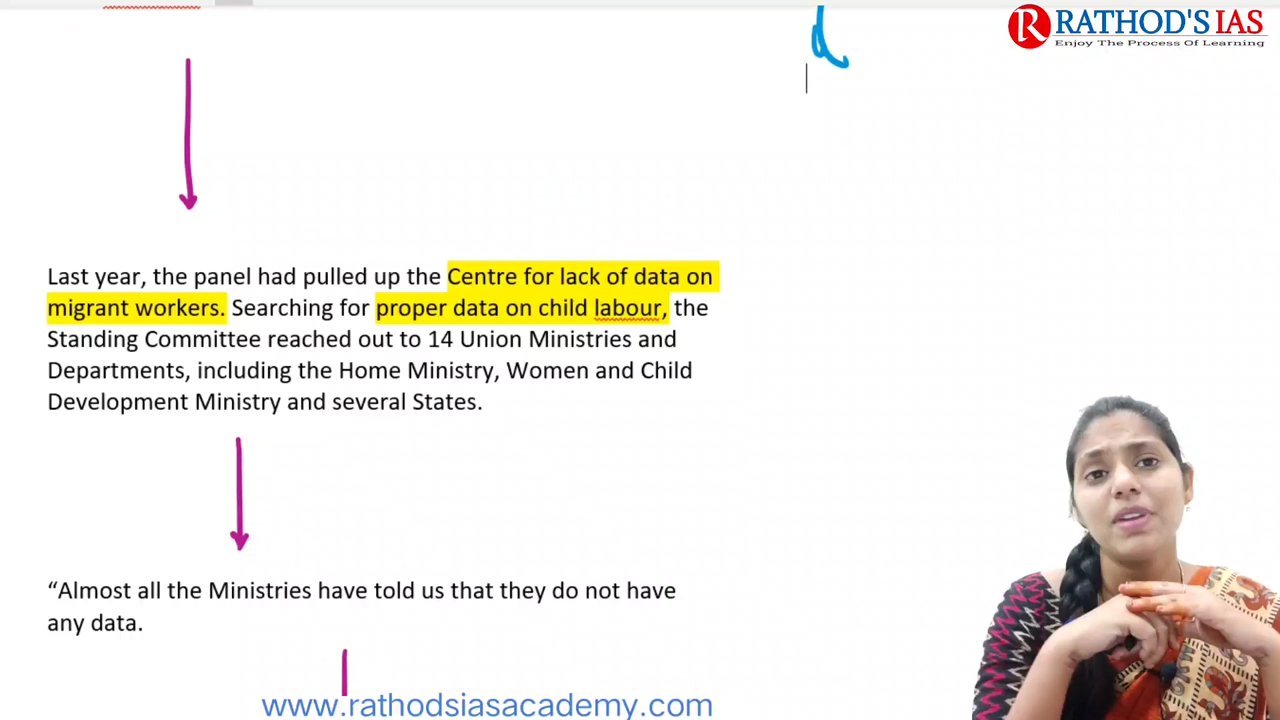 RATHOD'S IAS
Enjoy The Process Of Learning
Last year, the panel had pulled up the Centre for lack of data on
migrant workers. Searching for proper data on child labour, the
Standing Committee reached out to 14 Union Ministries and
Departments, including the Home Ministry, Women and Child
Development Ministry and several States.
“Almost all the Ministries have told us that they do not have
any data.
www.rathodsiasacademy.com